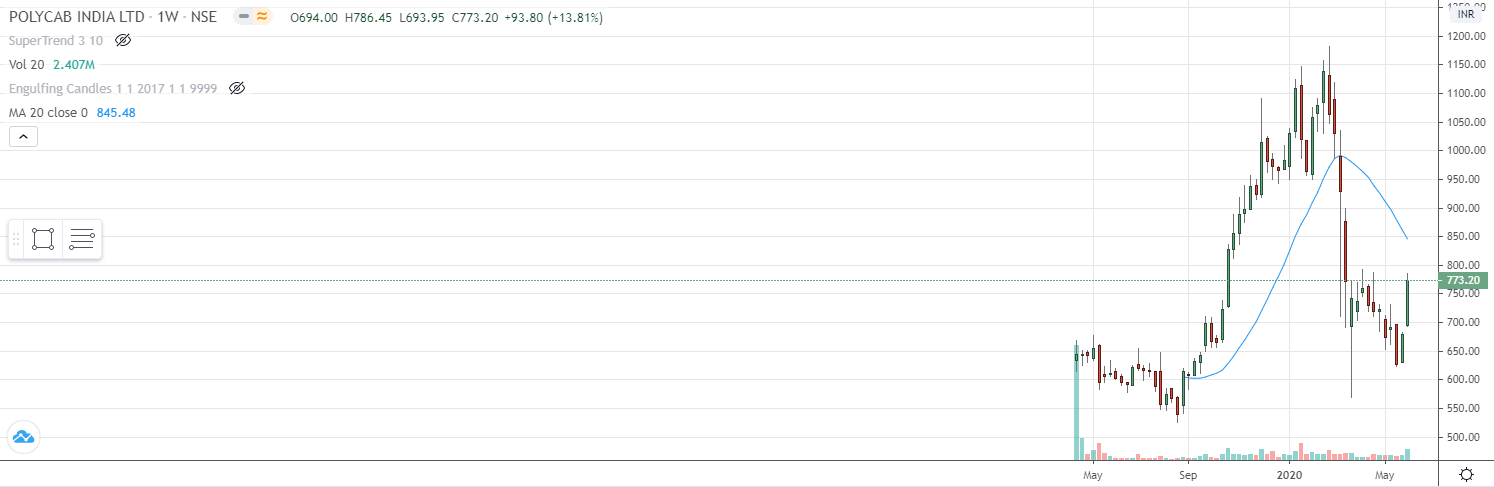 POLYCAB INDIA LTD · 1W · NSE O694.00 H786.45 L693.95 C773.20 +93.80 (+13.81%)
SuperTrend 3 10
Vol 20 2.407M
Engulfing Candles 1 1 2017 1 1 9999
MA 20 close 0 845.48
INR
1200.00
1150.00
1100.00
1050.00
1000.00
950.00
900.00
850.00
800.00
773.20
750.00
700.00
650.00
600.00
550.00
500.00
May Sep 2020 May